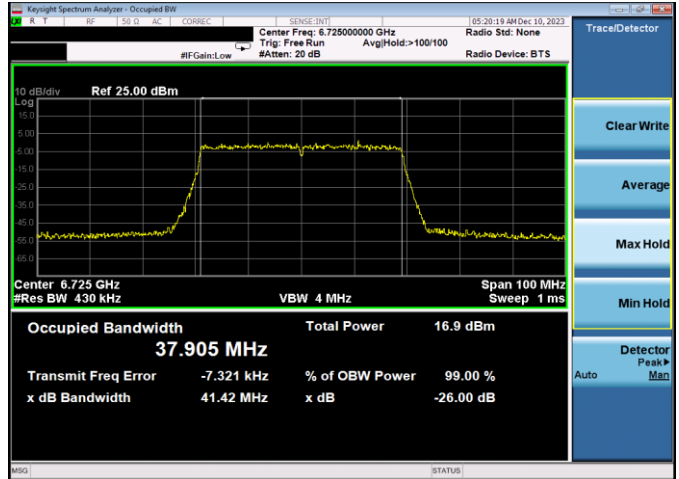 Keysight Spectrum Analyzer - Occupied BW
R T RF 50 Ω AC CORREC SENSE:INT 05:20:19 AM Dec 10, 2023
Center Freq: 6.725000000 GHz Radio Std: None
Trig: Free Run Avg|Hold:>100/100
#IFGain:Low #Atten: 20 dB Radio Device: BTS
10 dB/div Ref 25.00 dBm
Log
15.0
5.00
-5.00
-15.0
-25.0
-35.0
-45.0
-55.0
-65.0
Center 6.725 GHz Span 100 MHz
#Res BW 430 kHz VBW 4 MHz Sweep 1 ms
Occupied Bandwidth Total Power 16.9 dBm
37.905 MHz
Transmit Freq Error -7.321 kHz % of OBW Power 99.00 %
x dB Bandwidth 41.42 MHz x dB -26.00 dB
MSG STATUS
Trace/Detector
Clear Write
Average
Max Hold
Min Hold
Detector
Peak▶
Auto Man